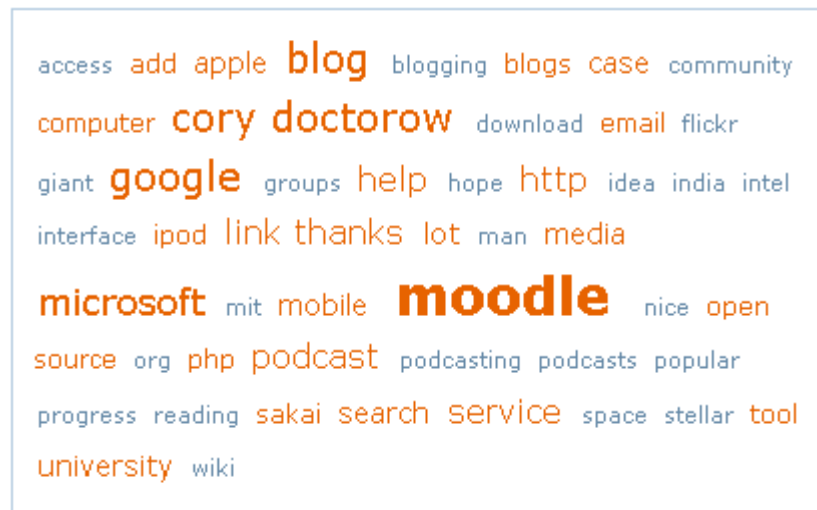 access add apple blog blogging blogs case community
computer cory doctorow download email flickr
giant google groups help hope http idea india intel
interface ipod link thanks lot man media
microsoft mit mobile moodle nice open
source org php podcast podcasting podcasts popular
progress reading sakai search service space stellar tool
university wiki